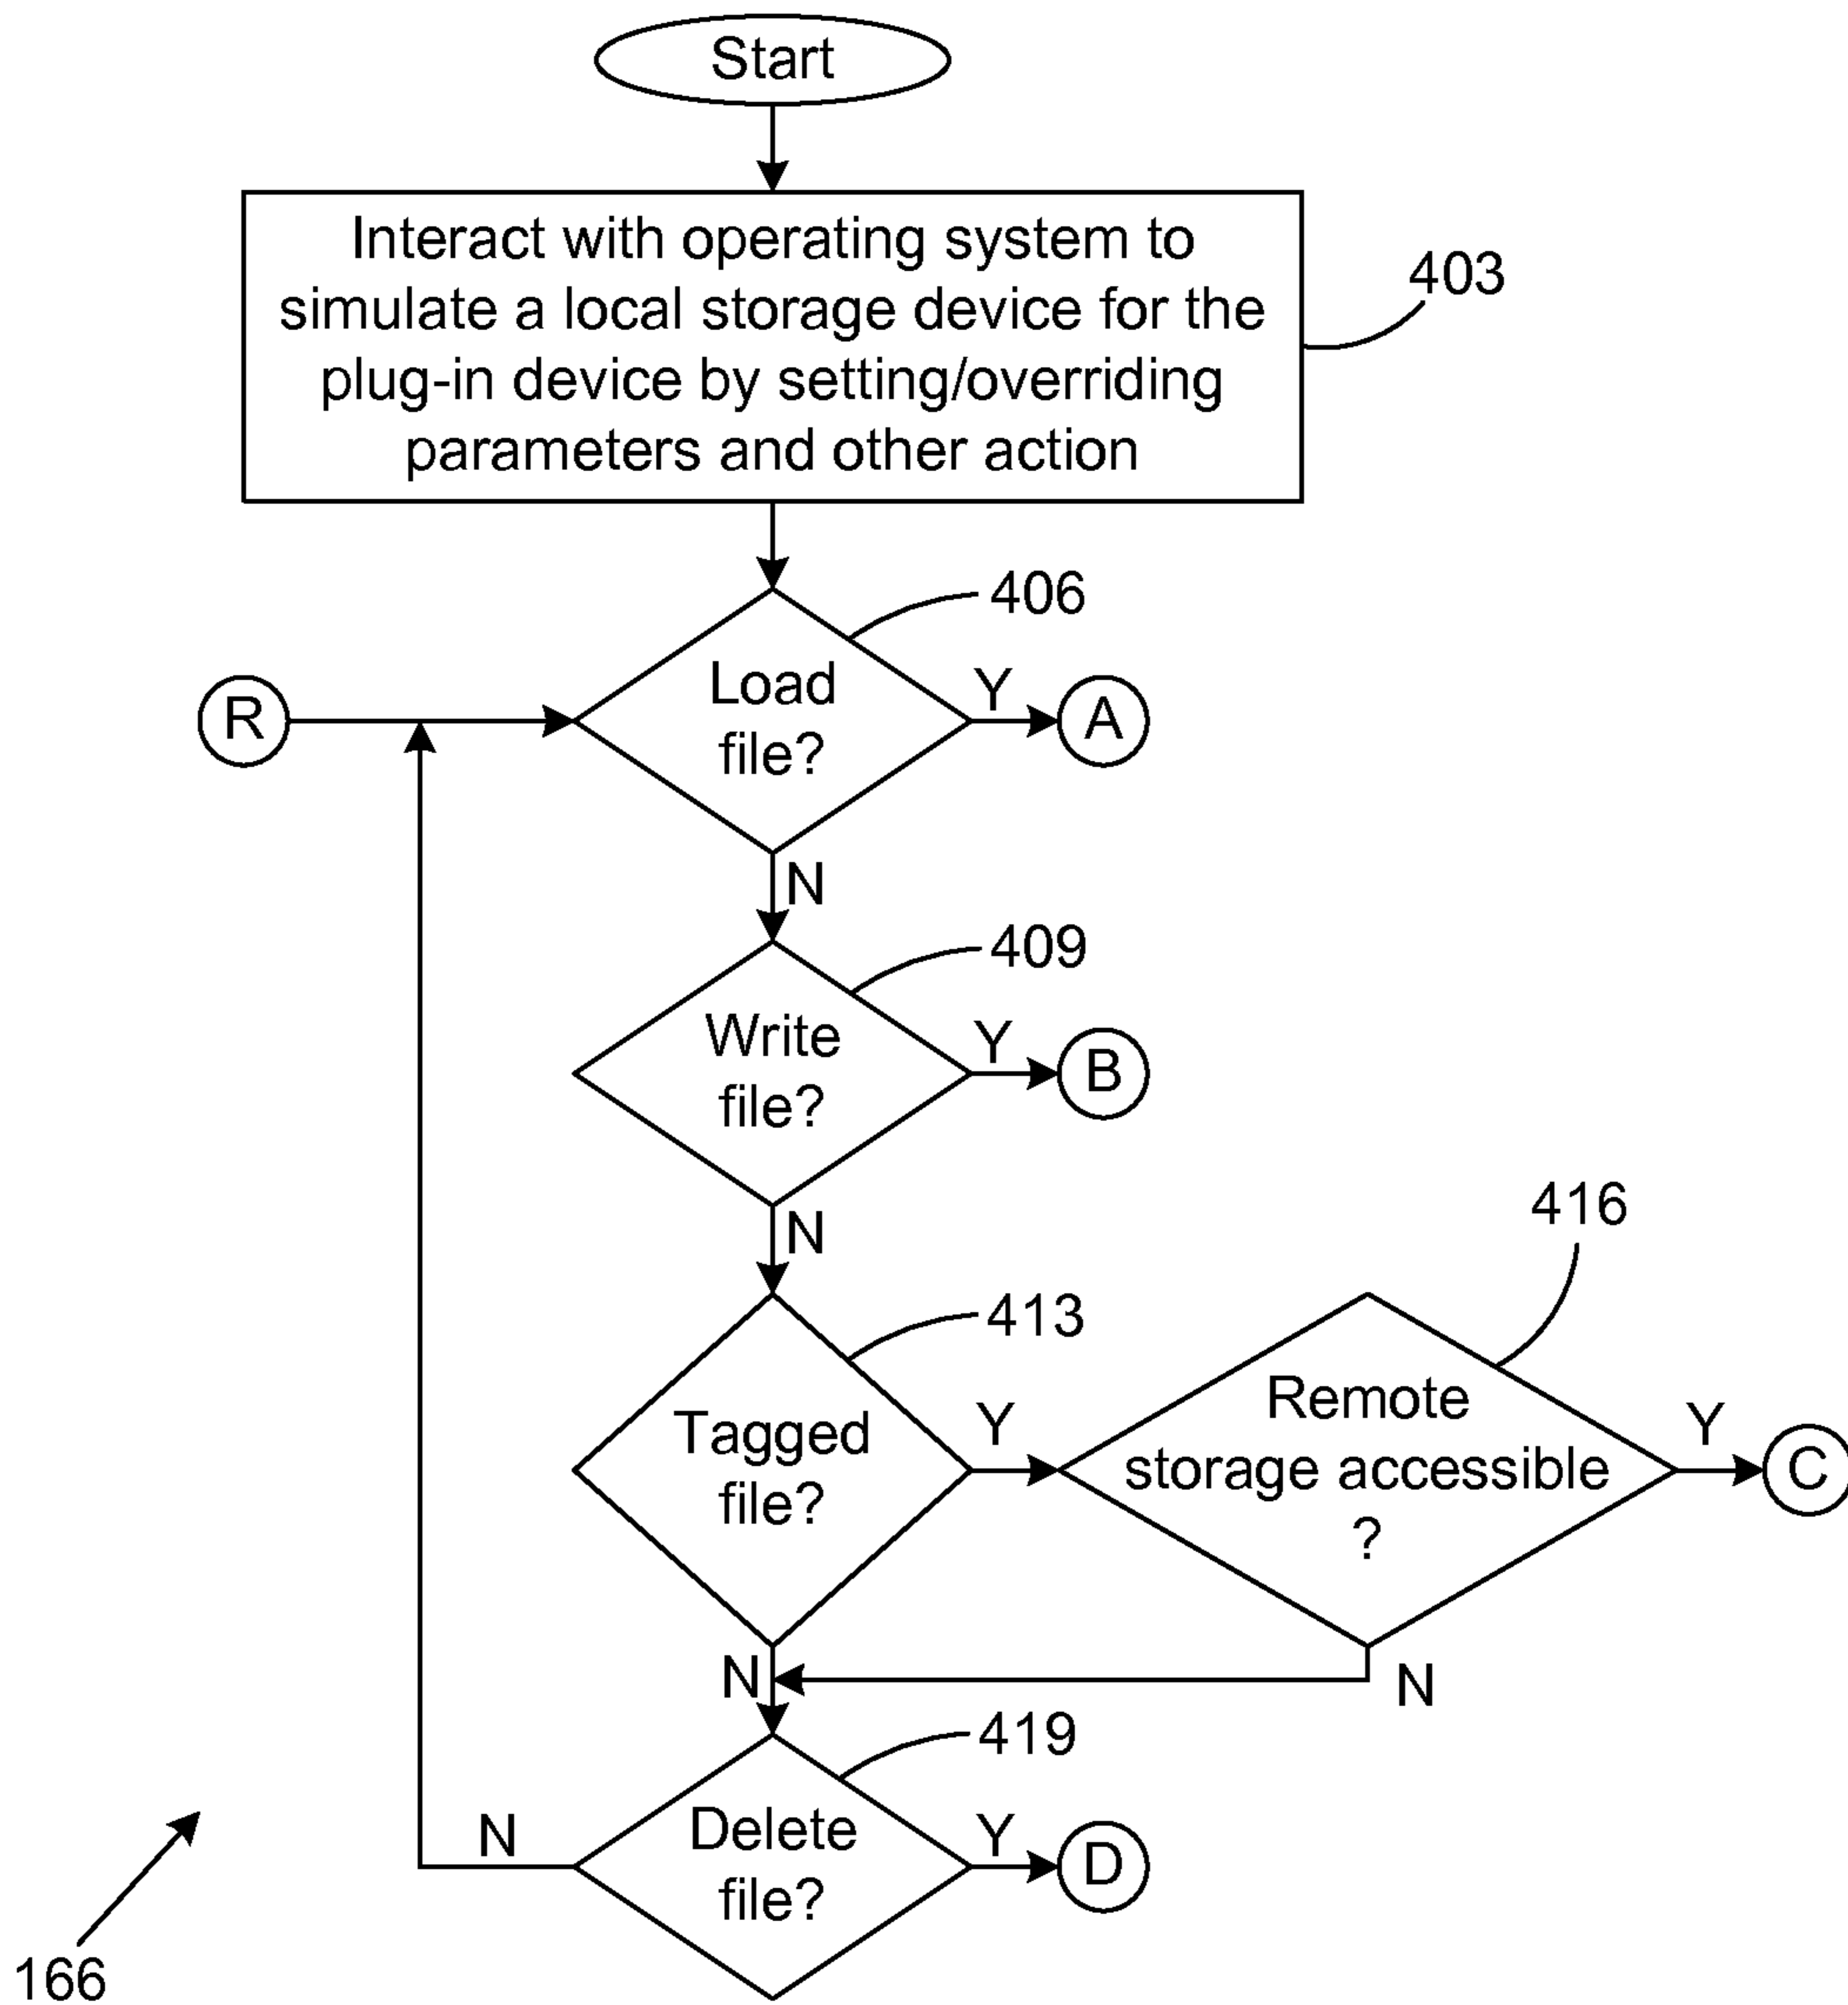 Start
Interact with operating system to
simulate a local storage device for the
plug-in device by setting/overriding
parameters and other action
403
406
Load
file?
Y
A
R
N
409
Write
file?
Y
B
N
413
416
Tagged
file?
Y
Remote
storage accessible
?
Y
C
N
N
419
Delete
file?
N
Y
D
166